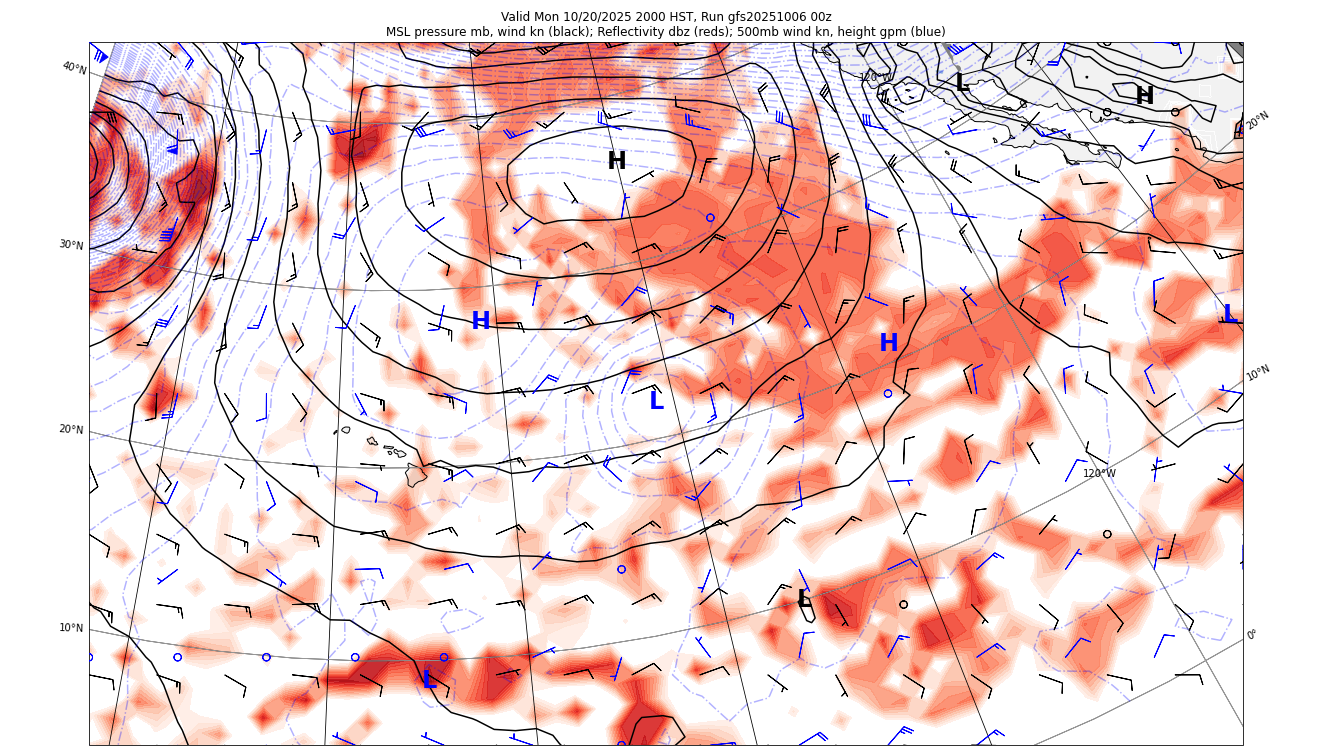 Valid Mon 10/20/2025 2000 HST, Run gfs20251006 00z
MSL pressure mb, wind kn (black); Reflectivity dbz (reds); 500mb wind kn, height gpm (blue)
40°N
120°W
L
H
20°N
H
30°N
L
H
H
10°N
L
20°N
120°W
L
10°N
0°
L